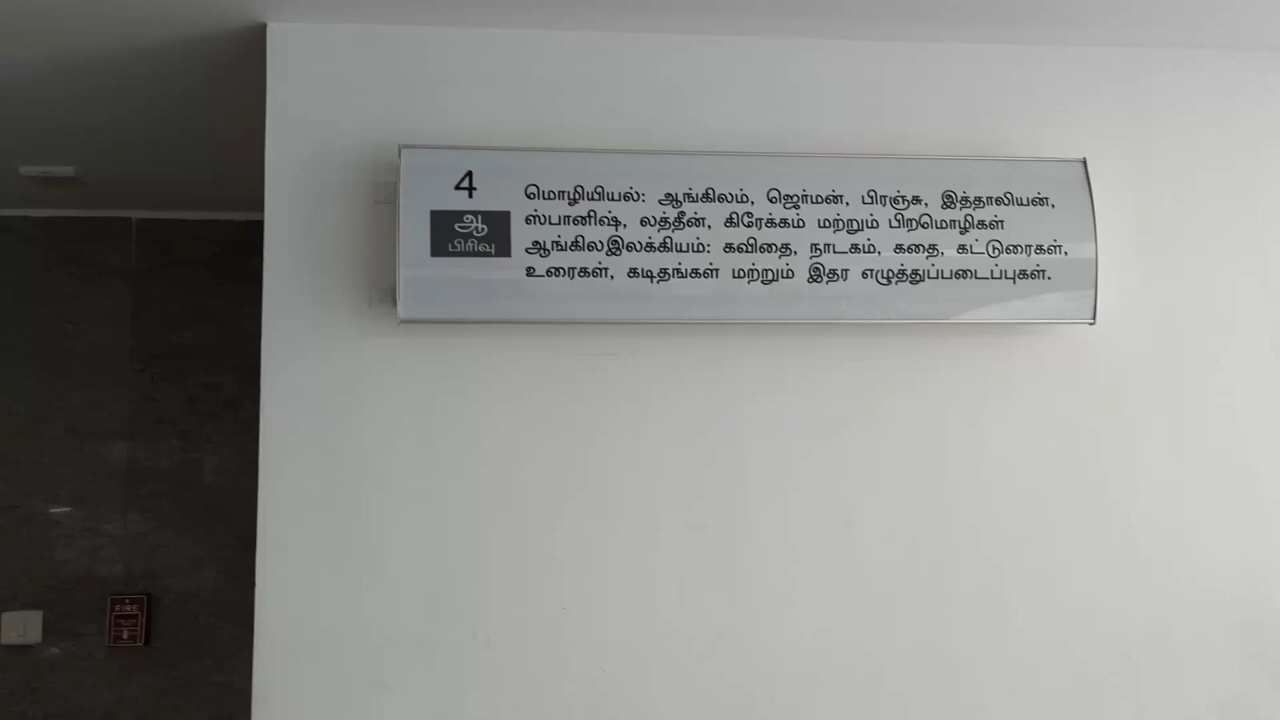 4
ஆ
பிரிவு
மொழியியல்: ஆங்கிலம், ஜெர்மன், பிரஞ்சு, இத்தாலியன்,
ஸ்பானிஷ், லத்தீன், கிரேக்கம் மற்றும் பிறமொழிகள்
ஆங்கிலஇலக்கியம்: கவிதை, நாடகம், கதை, கட்டுரைகள்,
உரைகள், கடிதங்கள் மற்றும் இதர எழுத்துப்படைப்புகள்.
FIRE